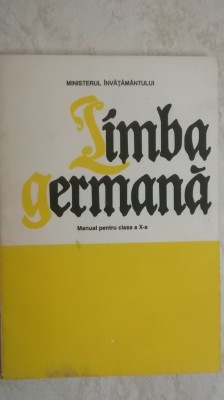 MINISTERUL ÎNVĂȚĂMÂNTULUI
Limba
germană
Manual pentru clasa a X-a